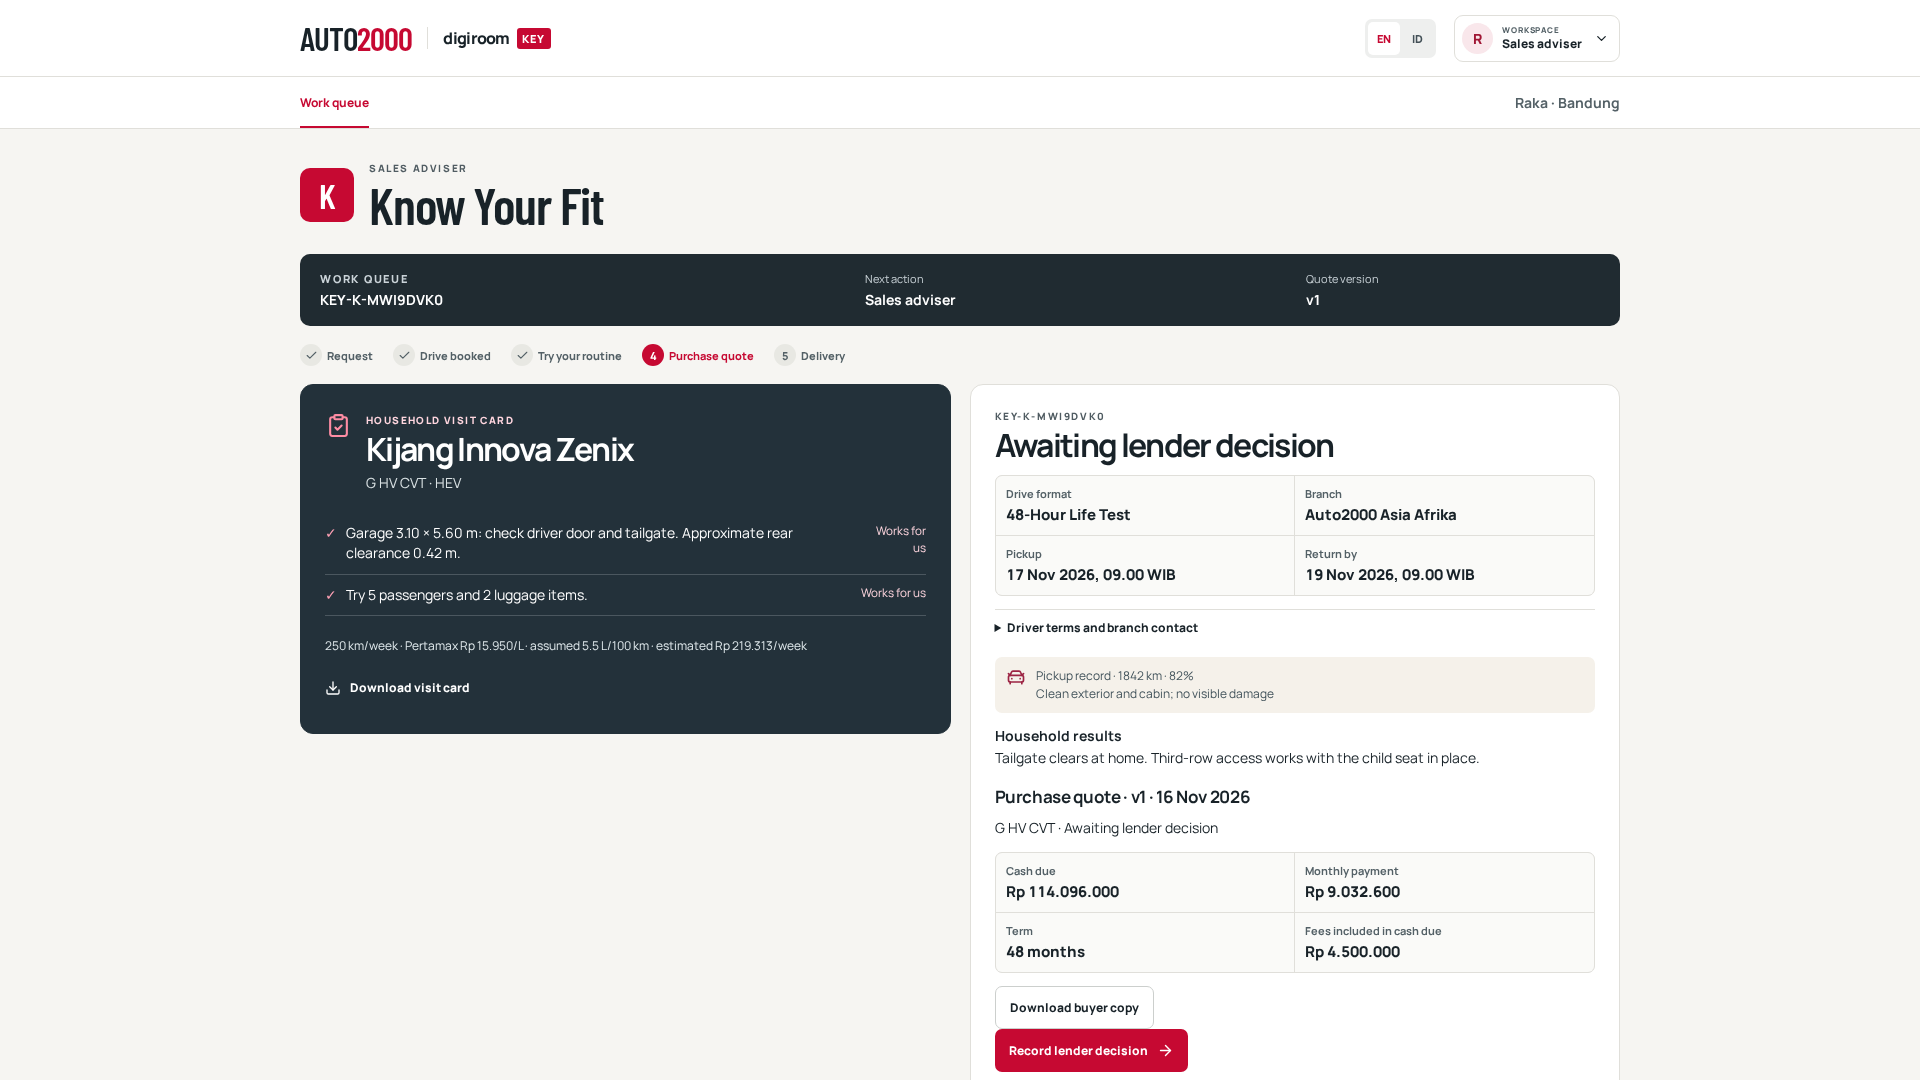 AUTO2000
digiroom KEY
EN ID
R
WORKSPACE
Sales adviser
Work queue
Raka · Bandung
K
SALES ADVISER
Know Your Fit
WORK QUEUE
KEY-K-MWI9DVK0
Next action
Sales adviser
Quote version
v1
Request
Drive booked
Try your routine
4 Purchase quote
5 Delivery
HOUSEHOLD VISIT CARD
Kijang Innova Zenix
G HV CVT · HEV
✓ Garage 3.10 × 5.60 m: check driver door and tailgate. Approximate rear
clearance 0.42 m.
Works for
us
✓ Try 5 passengers and 2 luggage items.
Works for us
250 km/week · Pertamax Rp 15.950/L · assumed 5.5 L/100 km · estimated Rp 219.313/week
Download visit card
KEY-K-MWI9DVK0
Awaiting lender decision
Drive format
48-Hour Life Test
Branch
Auto2000 Asia Afrika
Pickup
17 Nov 2026, 09.00 WIB
Return by
19 Nov 2026, 09.00 WIB
Driver terms and branch contact
Pickup record · 1842 km · 82%
Clean exterior and cabin; no visible damage
Household results
Tailgate clears at home. Third-row access works with the child seat in place.
Purchase quote · v1 · 16 Nov 2026
G HV CVT · Awaiting lender decision
Cash due
Rp 114.096.000
Monthly payment
Rp 9.032.600
Term
48 months
Fees included in cash due
Rp 4.500.000
Download buyer copy
Record lender decision